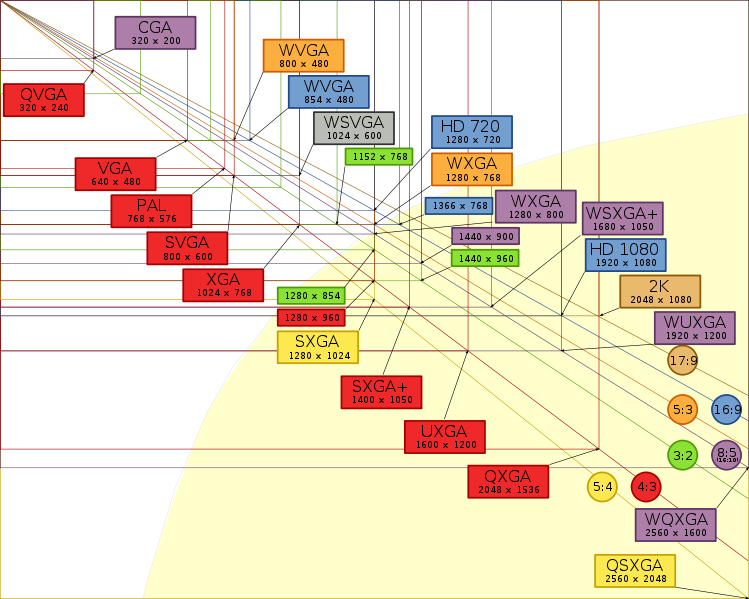 CGA
320 × 200
WVGA
800 × 480
QVGA
320 × 240
WVGA
854 × 480
WSVGA
1024 × 600
HD 720
1280 × 720
1152 × 768
VGA
640 × 480
WXGA
1280 × 768
PAL
768 × 576
1366 × 768
WXGA
1280 × 800
WSXGA+
1680 × 1050
SVGA
800 × 600
1440 × 900
HD 1080
1920 × 1080
1440 × 960
XGA
1024 × 768
1280 × 854
2K
2048 × 1080
1280 × 960
WUXGA
1920 × 1200
SXGA
1280 × 1024
17:9
SXGA+
1400 × 1050
5:3
16:9
UXGA
1600 × 1200
3:2
8:5
(16:10)
QXGA
2048 × 1536
5:4
4:3
WQXGA
2560 × 1600
QSXGA
2560 × 2048